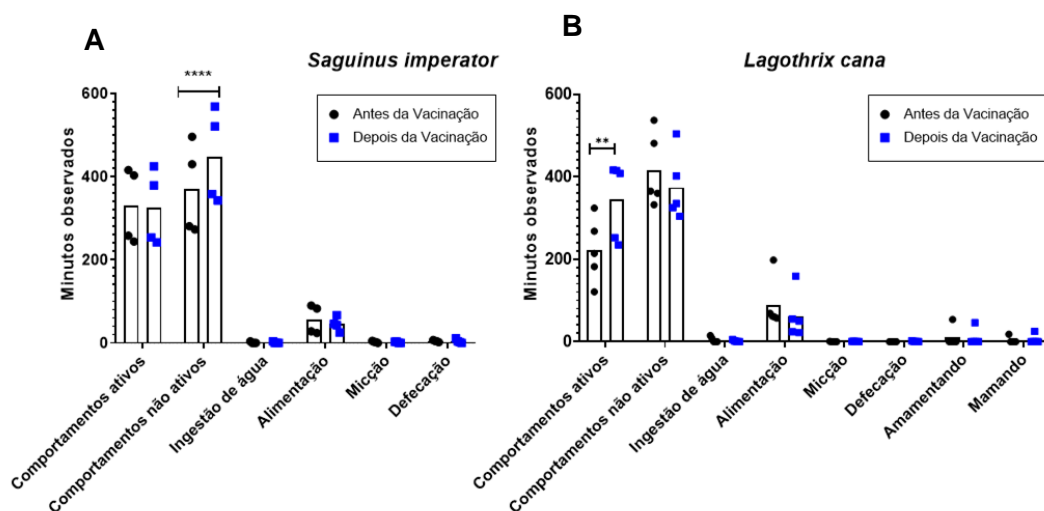 A
Saguinus imperator
****
Antes da Vacinação
Depois da Vacinação
Minutos observados
600
400
200
0
Comportamentos ativos
Comportamentos não ativos
Ingestão de água
Alimentação
Micção
Defecação
B
Lagothrix cana
**
Antes da Vacinação
Depois da Vacinação
Minutos observados
600
400
200
0
Comportamentos ativos
Comportamentos não ativos
Ingestão de água
Alimentação
Micção
Defecação
Amamentando
Mamando